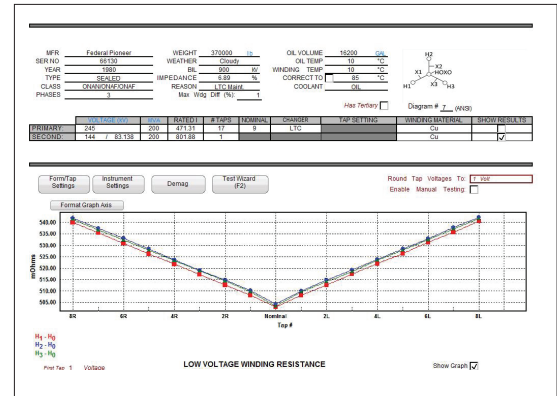 MFR Federal Pioneer WEIGHT 370000 lb OIL VOLUME 16200 GAL
SER NO 66130 WEATHER Cloudy OIL TEMP 10 °C
YEAR 1980 BIL 900 kV WINDING TEMP 10 °C
TYPE SEALED IMPEDANCE 6.89 % CORRECT TO 85 °C
CLASS ONAN/ONAF/ONAF REASON LTC Maint. COOLANT OIL
PHASES 3 Max Wdg Diff (%): 1
H2
X2
X1 H0X0
H1 X3 H3
Has Tertiary Diagram # 7 (ANSI)
VOLTAGE (kV) MVA RATED I # TAPS NOMINAL CHANGER TAP SETTING WINDING MATERIAL SHOW RESULTS
PRIMARY: 245 200 471.31 17 9 LTC Cu
SECOND: 144 / 83.138 200 801.88 1 Cu
Form/Tap Settings
Instrument Settings
Demag
Test Wizard (F2)
Round Tap Voltages To: 1 Volt
Enable Manual Testing:
Format Graph Axis
mOhms
540.00
535.00
530.00
525.00
520.00
515.00
510.00
505.00
8R 6R 4R 2R Nominal 2L 4L 6L 8L
Tap #
H1 - H0
H2 - H0
H3 - H0
First Tap 1 Voltage
LOW VOLTAGE WINDING RESISTANCE
Show Graph